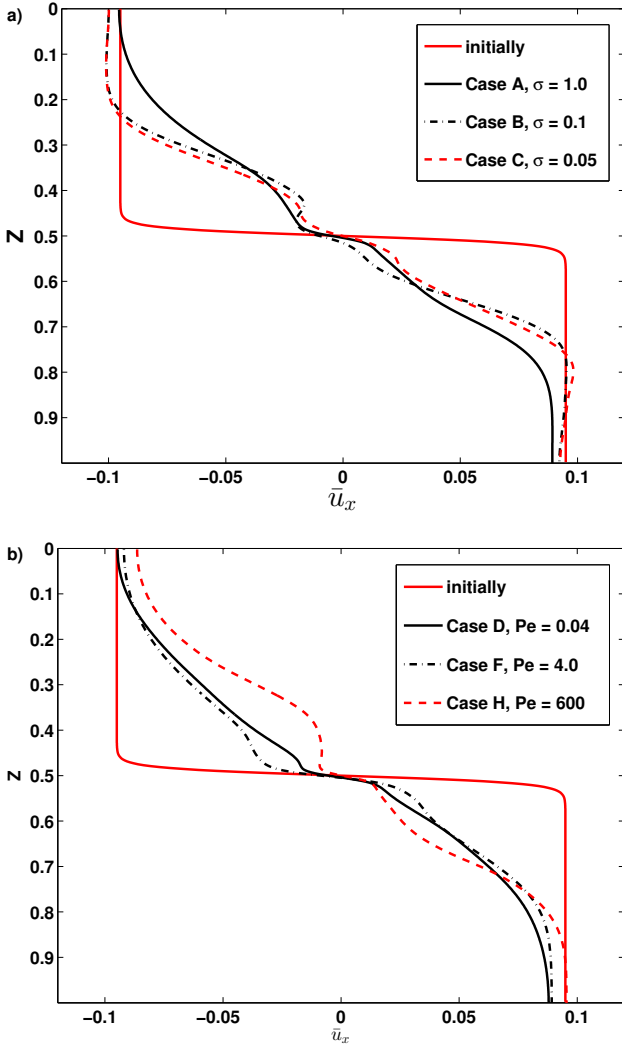 a)
0
0.1
0.2
0.3
0.4
0.5
0.6
0.7
0.8
0.9
Z
initially
Case A, σ = 1.0
Case B, σ = 0.1
Case C, σ = 0.05
−0.1 −0.05 0 0.05 0.1
ūₓ
b)
0
0.1
0.2
0.3
0.4
0.5
0.6
0.7
0.8
0.9
z
initially
Case D, Pe = 0.04
Case F, Pe = 4.0
Case H, Pe = 600
−0.1 −0.05 0 0.05 0.1
ūₓ